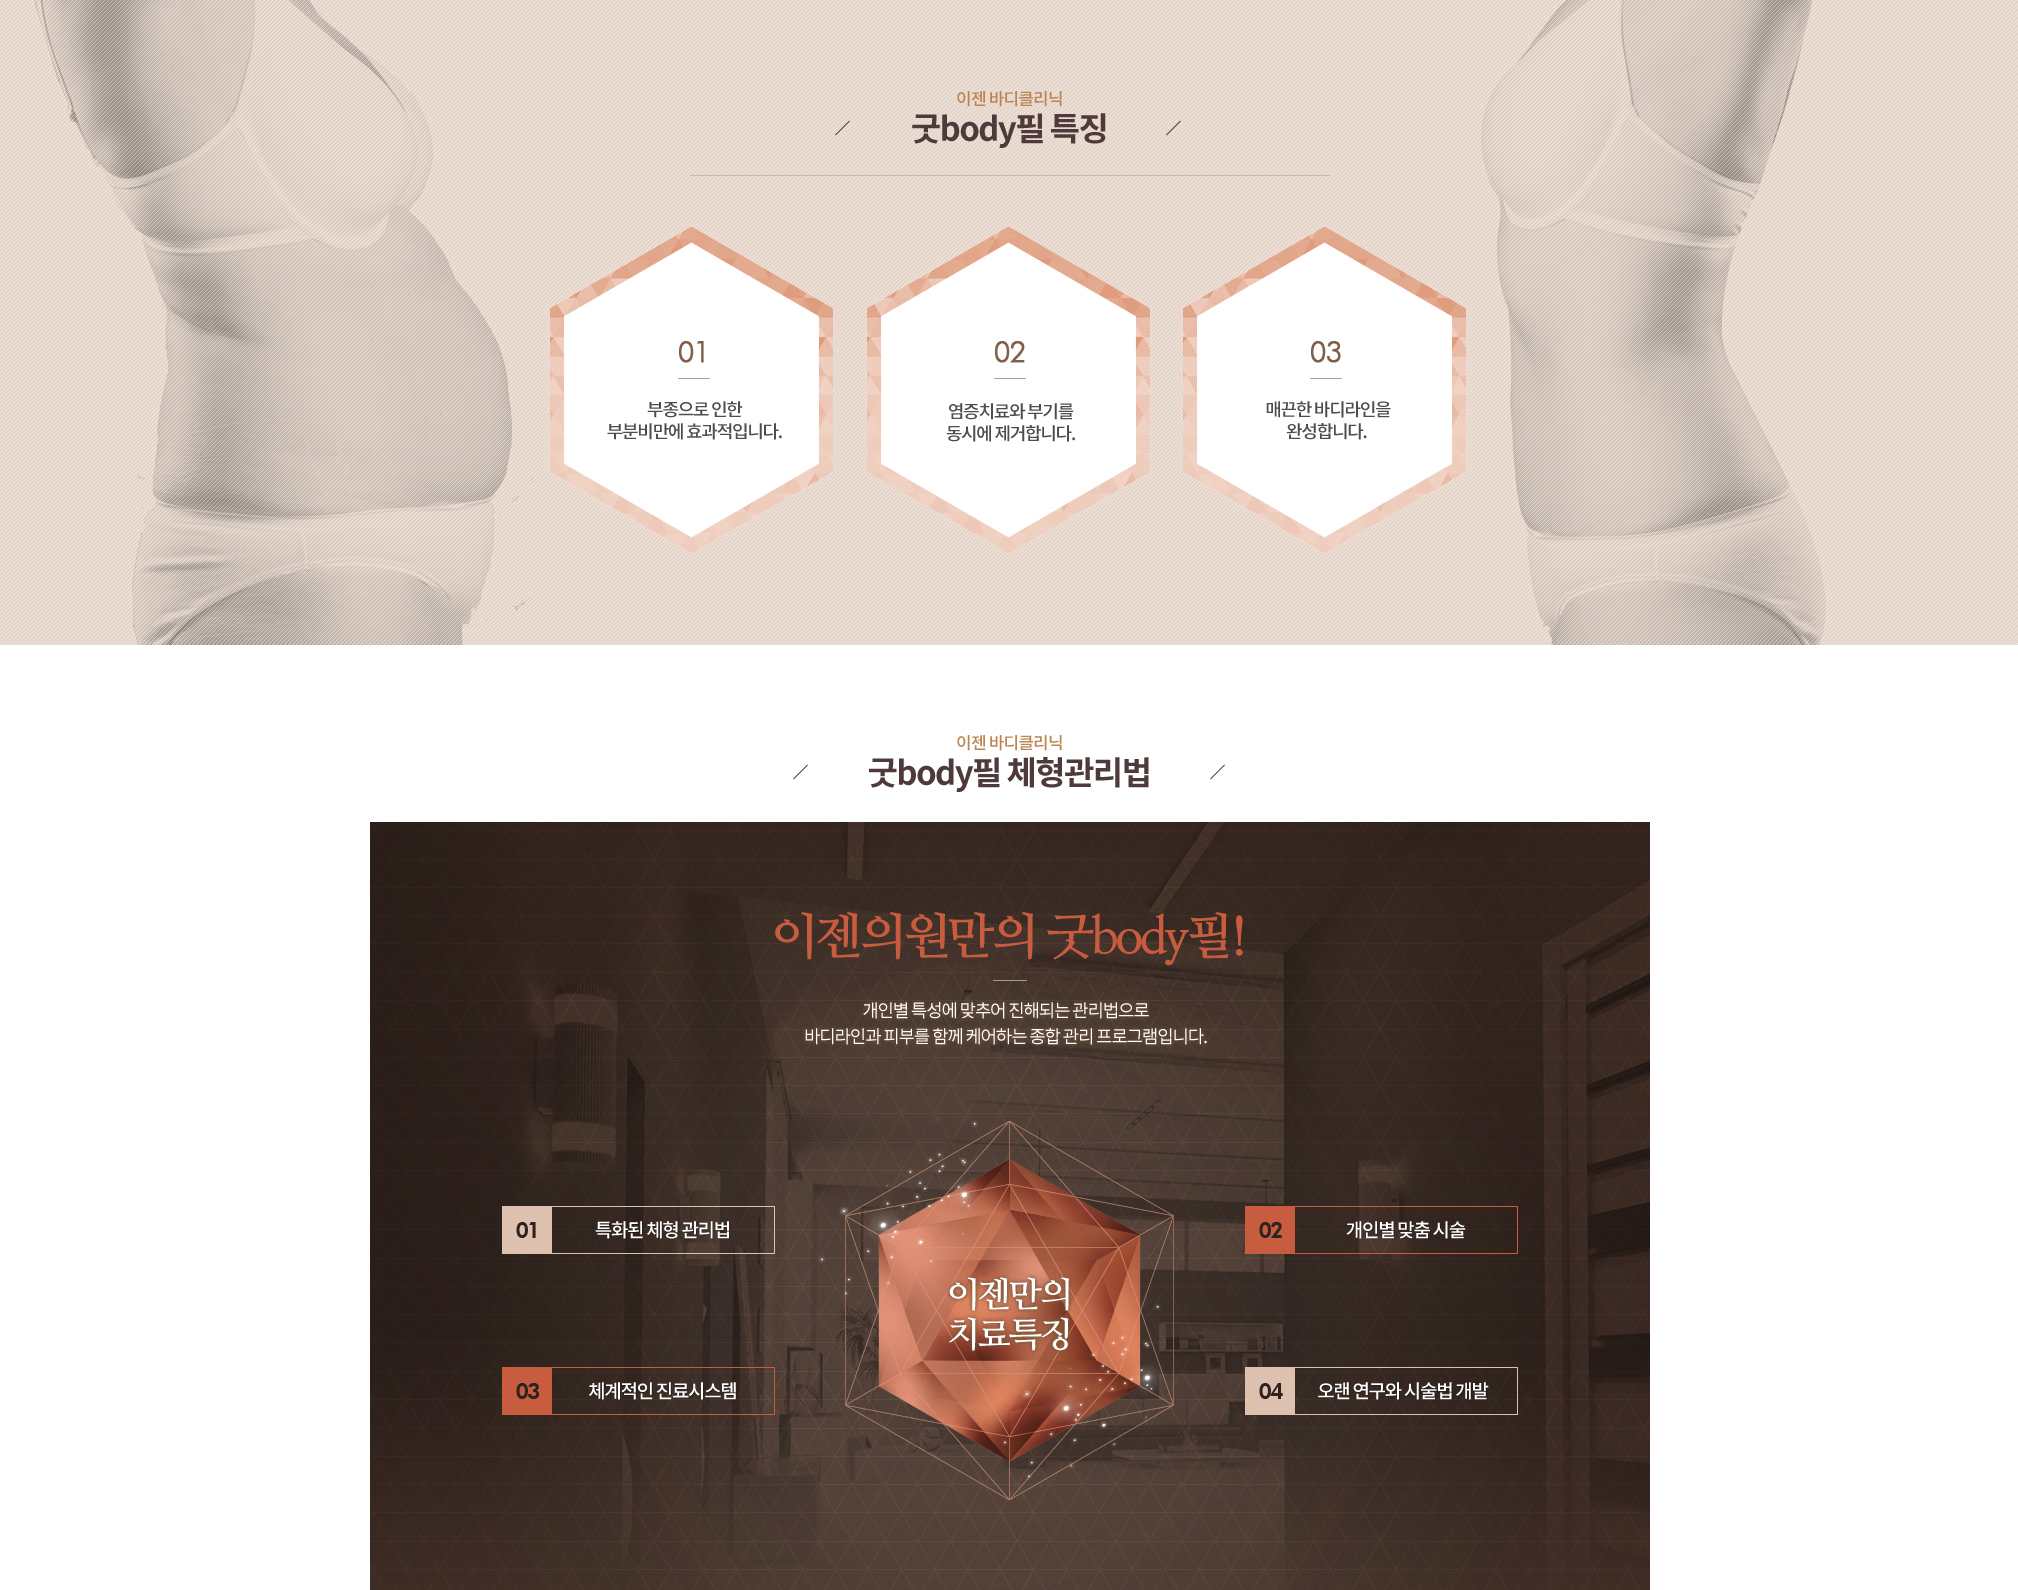 이젠 바디클리닉
굿body필 특징
01
부종으로 인한
부분비만에 효과적입니다.
02
염증치료와 부기를
동시에 제거합니다.
03
매끈한 바디라인을
완성합니다.
이젠 바디클리닉
굿body필 체형관리법
이젠의원만의 굿body필!
개인별 특성에 맞추어 진해되는 관리법으로
바디라인과 피부를 함께 케어하는 종합 관리 프로그램입니다.
01 특화된 체형 관리법
02 개인별 맞춤 시술
이젠만의
치료특징
03 체계적인 진료시스템
04 오랜 연구와 시술법 개발